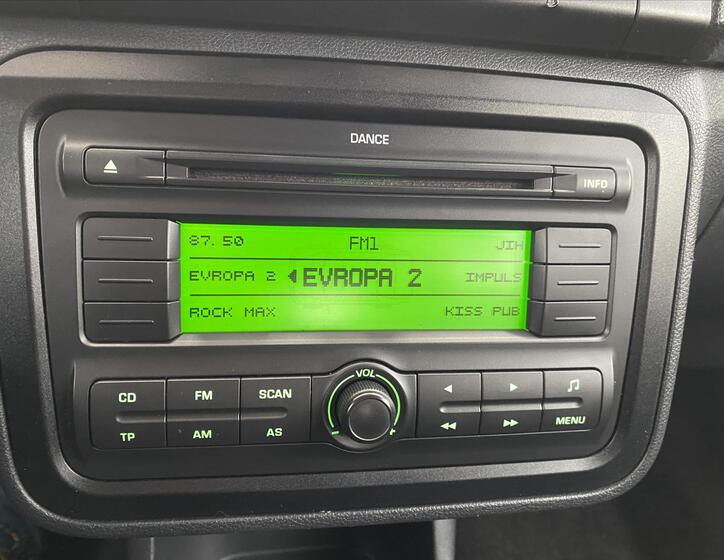 DANCE
INFO
87.50 FM1 JIH
EVROPA 2 EVROPA 2 IMPULS
ROCK MAX KISS PUB
VOL
CD FM SCAN
TP AM AS MENU
- +